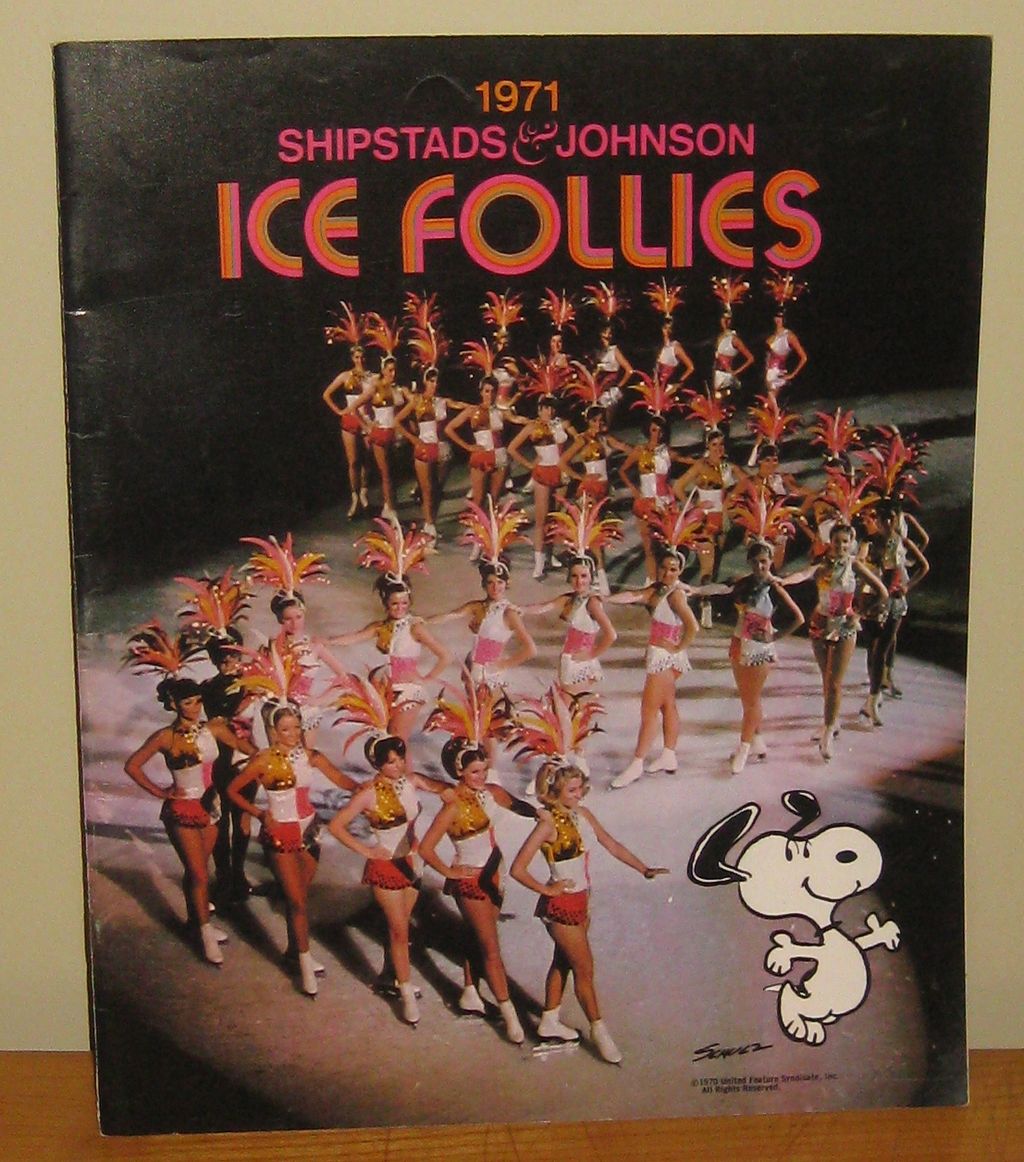 1971
SHIPSTADS & JOHNSON
ICE FOLLIES
SCHULZ
©1970 United Feature Syndicate, Inc.
All Rights Reserved.